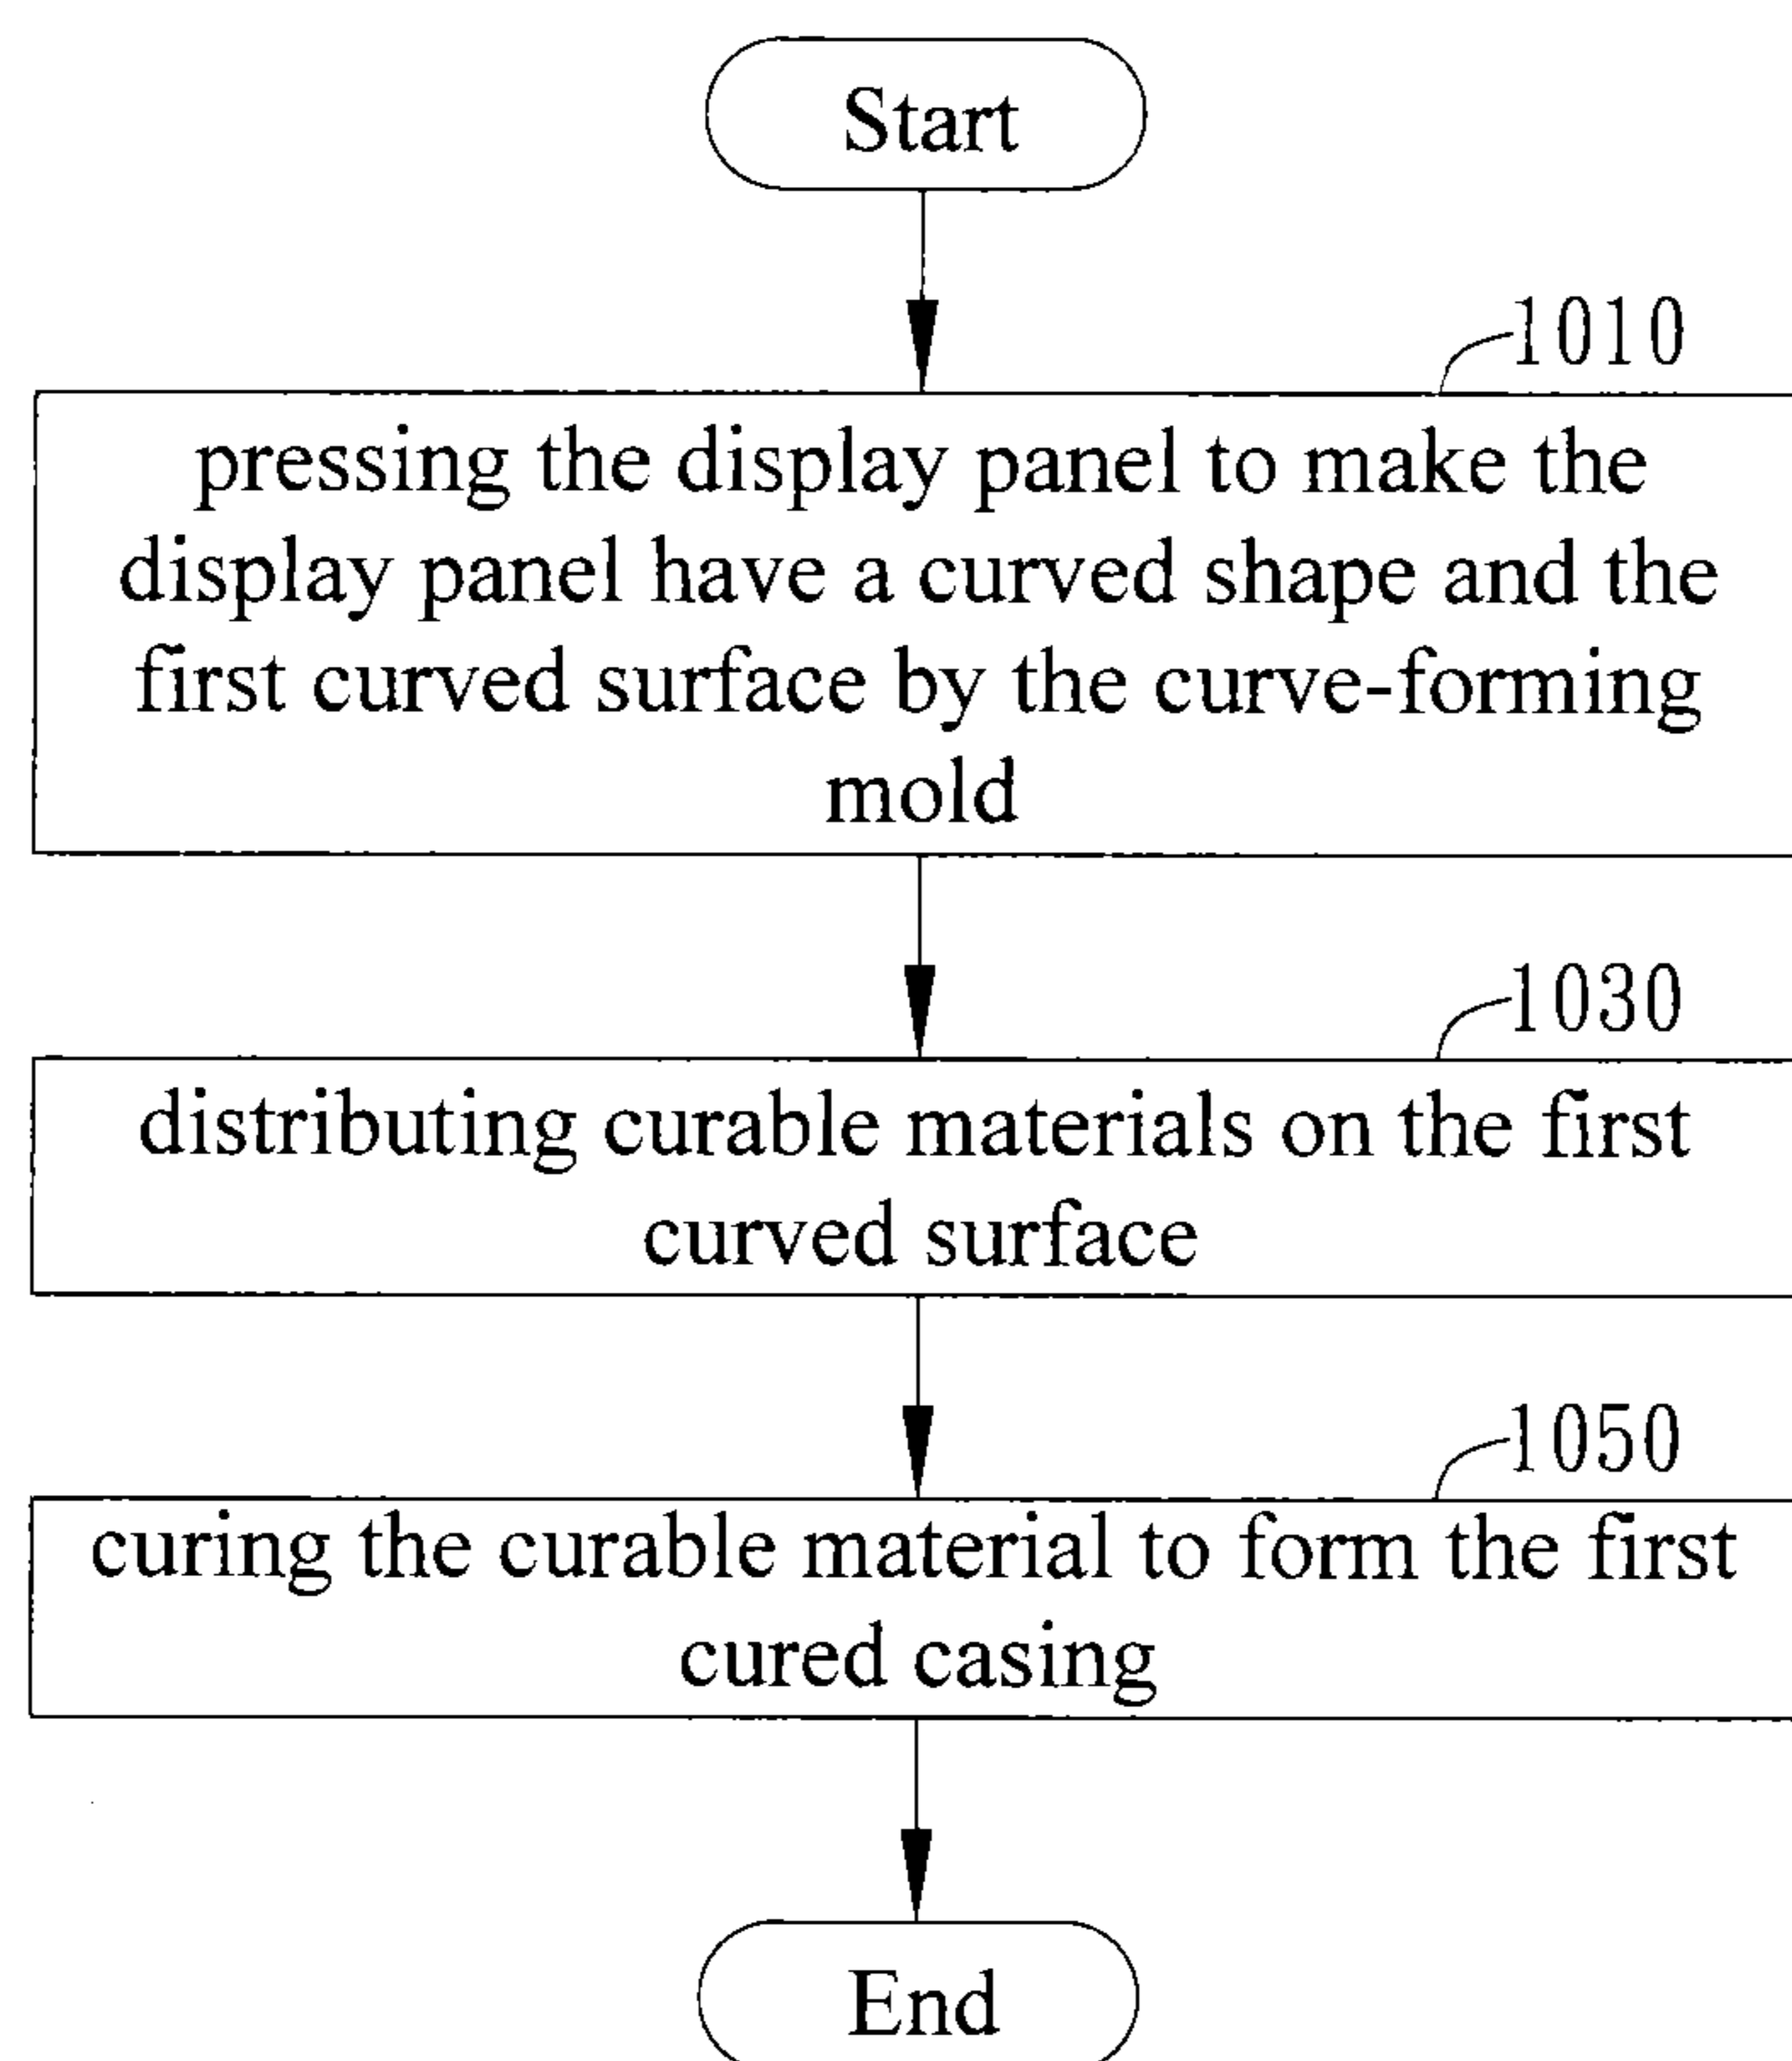 Start
1010
pressing the display panel to make the
display panel have a curved shape and the
first curved surface by the curve-forming
mold
1030
distributing curable materials on the first
curved surface
1050
curing the curable material to form the first
cured casing
End